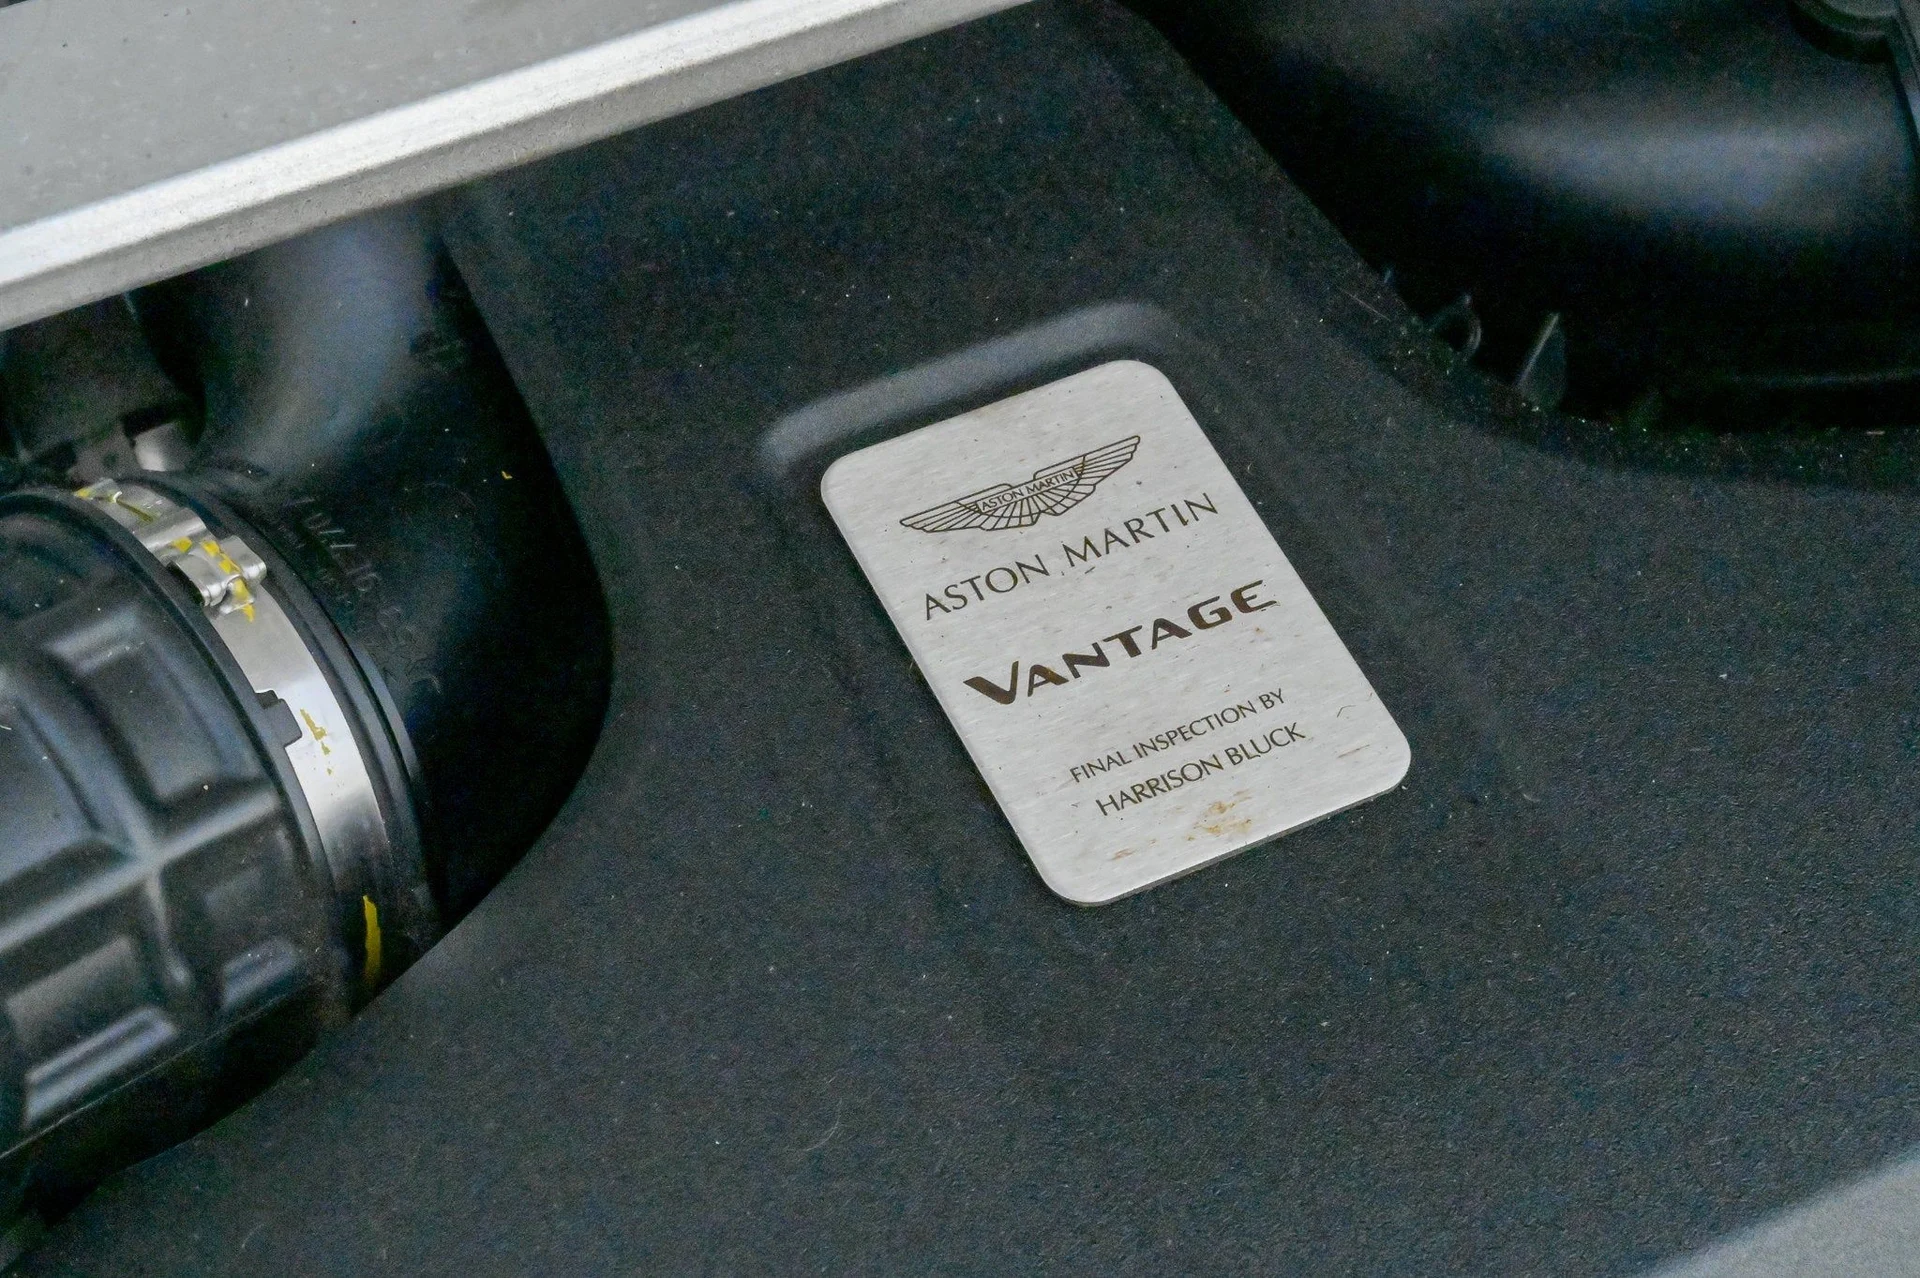 ASTON MARTIN
ASTON MARTIN
VANTAGE
FINAL INSPECTION BY
HARRISON BLUCK